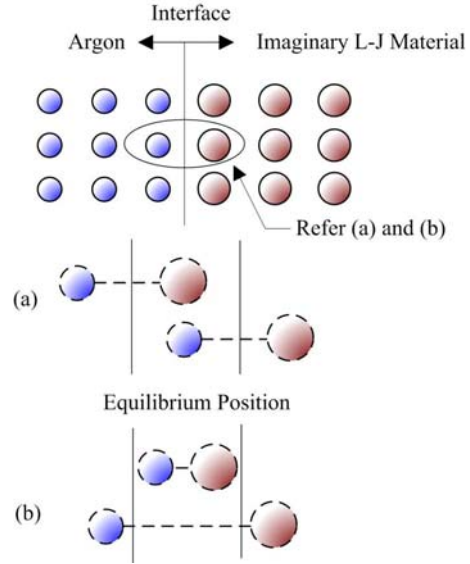 Interface
Argon
Imaginary L-J Material
Refer (a) and (b)
(a)
Equilibrium Position
(b)